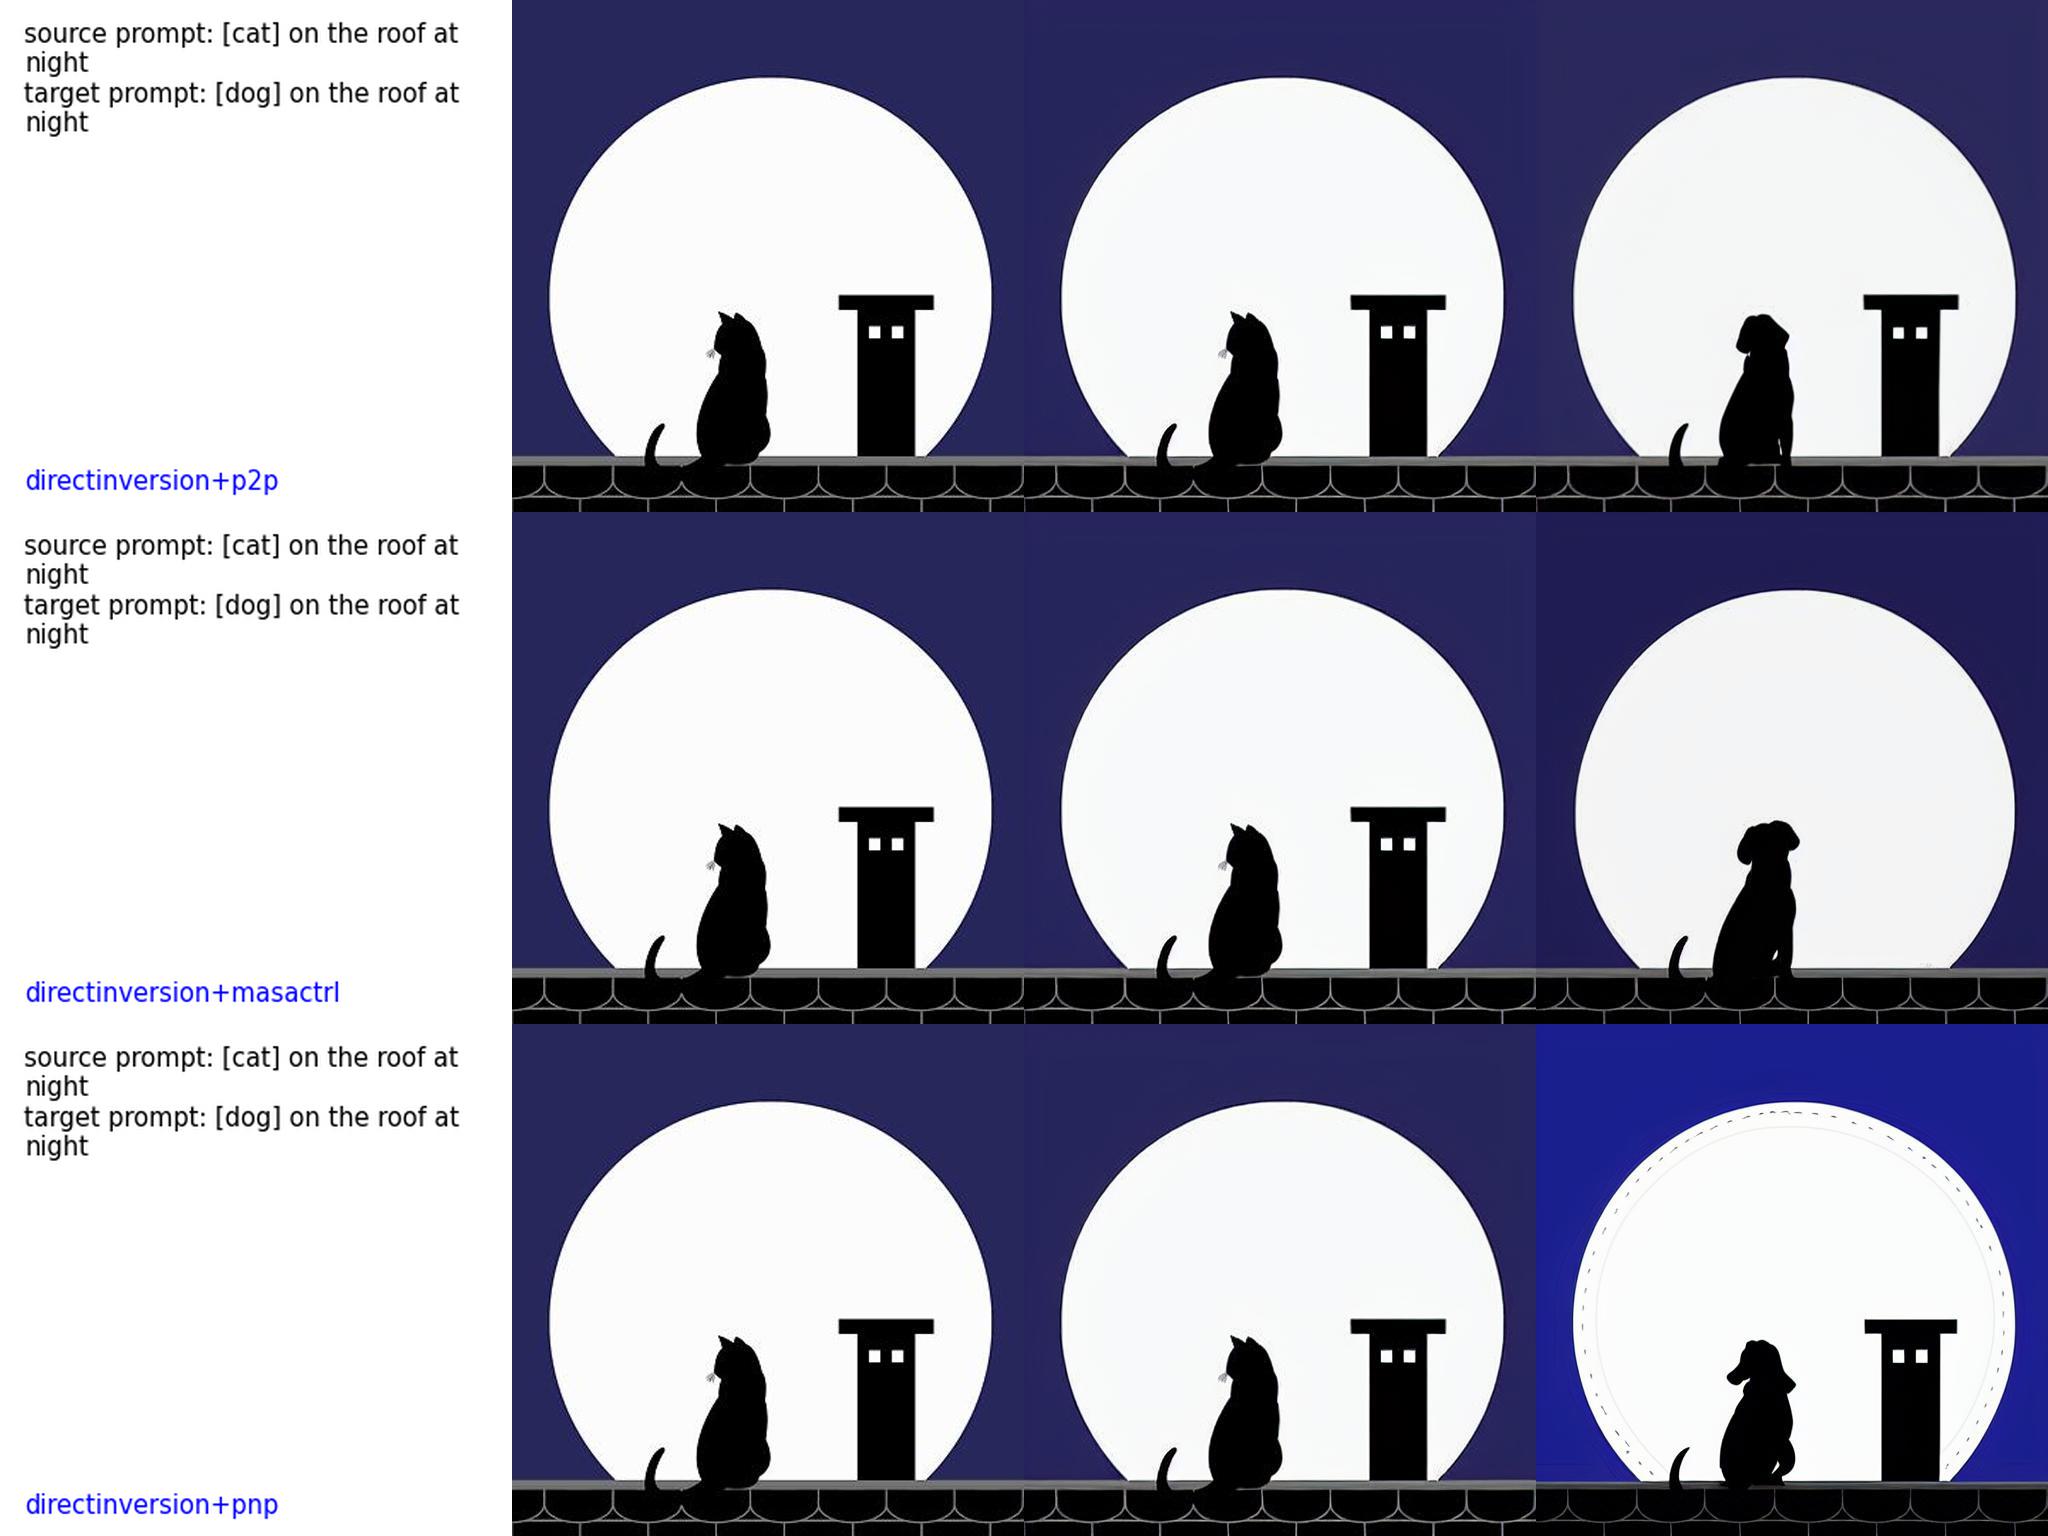 source prompt: [cat] on the roof at
night
target prompt: [dog] on the roof at
night
directinversion+p2p
source prompt: [cat] on the roof at
night
target prompt: [dog] on the roof at
night
directinversion+masactrl
source prompt: [cat] on the roof at
night
target prompt: [dog] on the roof at
night
directinversion+pnp